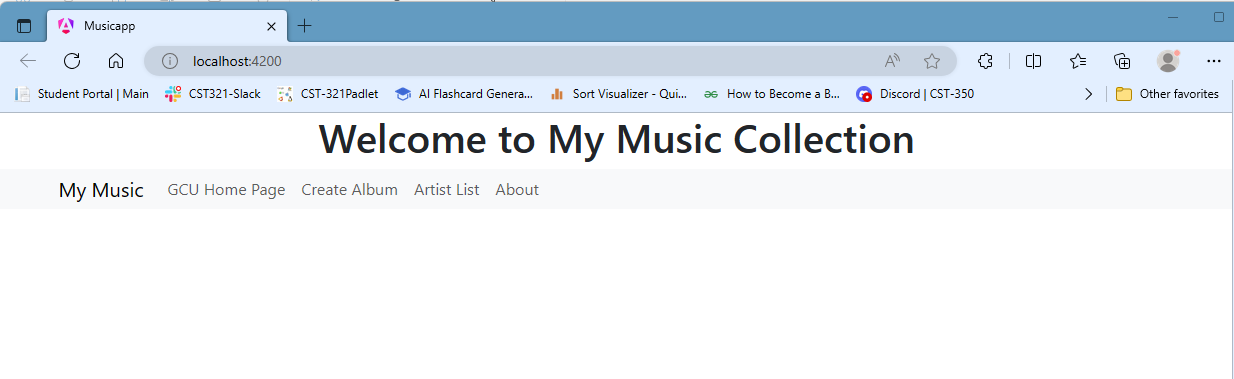 Musicapp
localhost:4200
Student Portal | Main CST321-Slack CST-321Padlet AI Flashcard Genera... Sort Visualizer - Qui... How to Become a B... Discord | CST-350 Other favorites
Welcome to My Music Collection
My Music GCU Home Page Create Album Artist List About